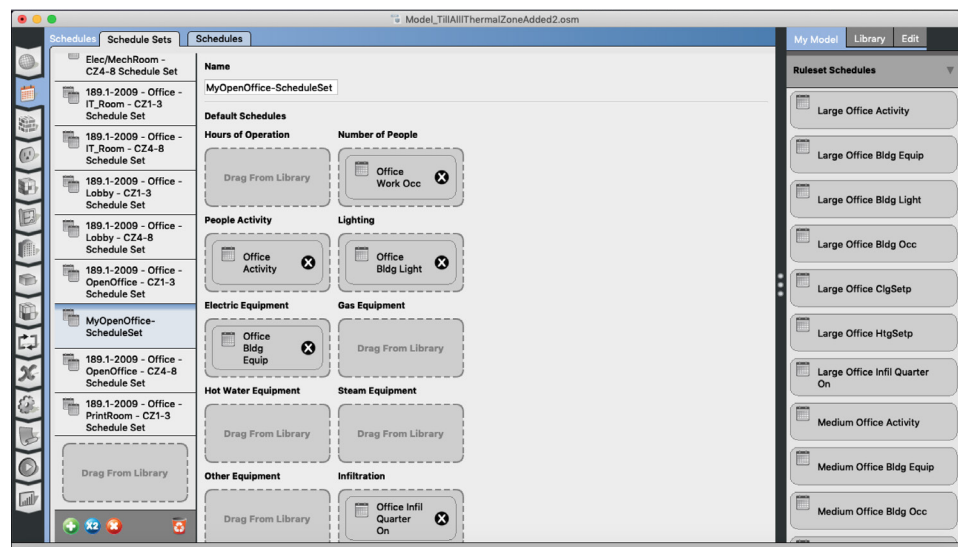 Model_TillAllIThermalZoneAdded2.osm
Schedules
Schedule Sets
Schedules
My Model
Library
Edit
Elec/MechRoom -
CZ4-8 Schedule Set
189.1-2009 - Office -
IT_Room - CZ1-3
Schedule Set
189.1-2009 - Office -
IT_Room - CZ4-8
Schedule Set
189.1-2009 - Office -
Lobby - CZ1-3
Schedule Set
189.1-2009 - Office -
Lobby - CZ4-8
Schedule Set
189.1-2009 - Office -
OpenOffice - CZ1-3
Schedule Set
MyOpenOffice-
ScheduleSet
189.1-2009 - Office -
OpenOffice - CZ4-8
Schedule Set
189.1-2009 - Office -
PrintRoom - CZ1-3
Schedule Set
Drag From Library
X2
Name
MyOpenOffice-ScheduleSet
Default Schedules
Hours of Operation
Number of People
Drag From Library
Office
Work Occ
People Activity
Lighting
Office
Activity
Office
Bldg Light
Electric Equipment
Gas Equipment
Office
Bldg
Equip
Drag From Library
Hot Water Equipment
Steam Equipment
Drag From Library
Drag From Library
Other Equipment
Infiltration
Drag From Library
Office Infil
Quarter
On
Ruleset Schedules
Large Office Activity
Large Office Bldg Equip
Large Office Bldg Light
Large Office Bldg Occ
Large Office ClgSetp
Large Office HtgSetp
Large Office Infil Quarter
On
Medium Office Activity
Medium Office Bldg Equip
Medium Office Bldg Occ